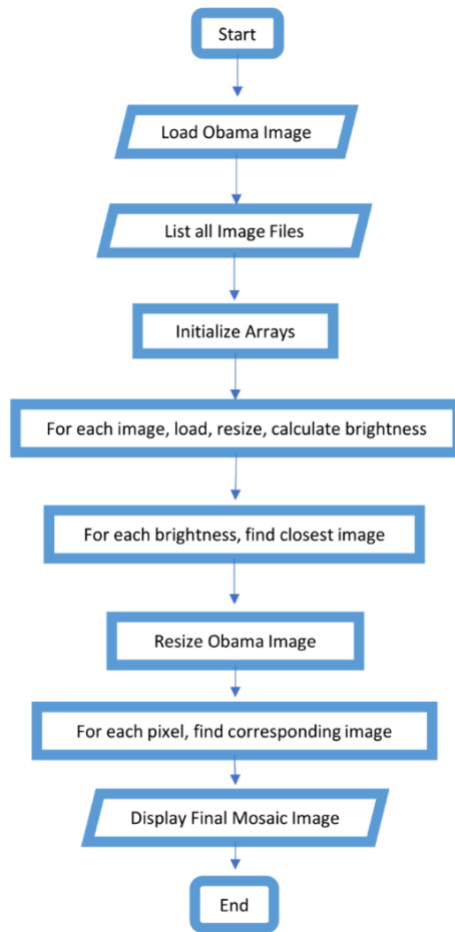 Start
Load Obama Image
List all Image Files
Initialize Arrays
For each image, load, resize, calculate brightness
For each brightness, find closest image
Resize Obama Image
For each pixel, find corresponding image
Display Final Mosaic Image
End